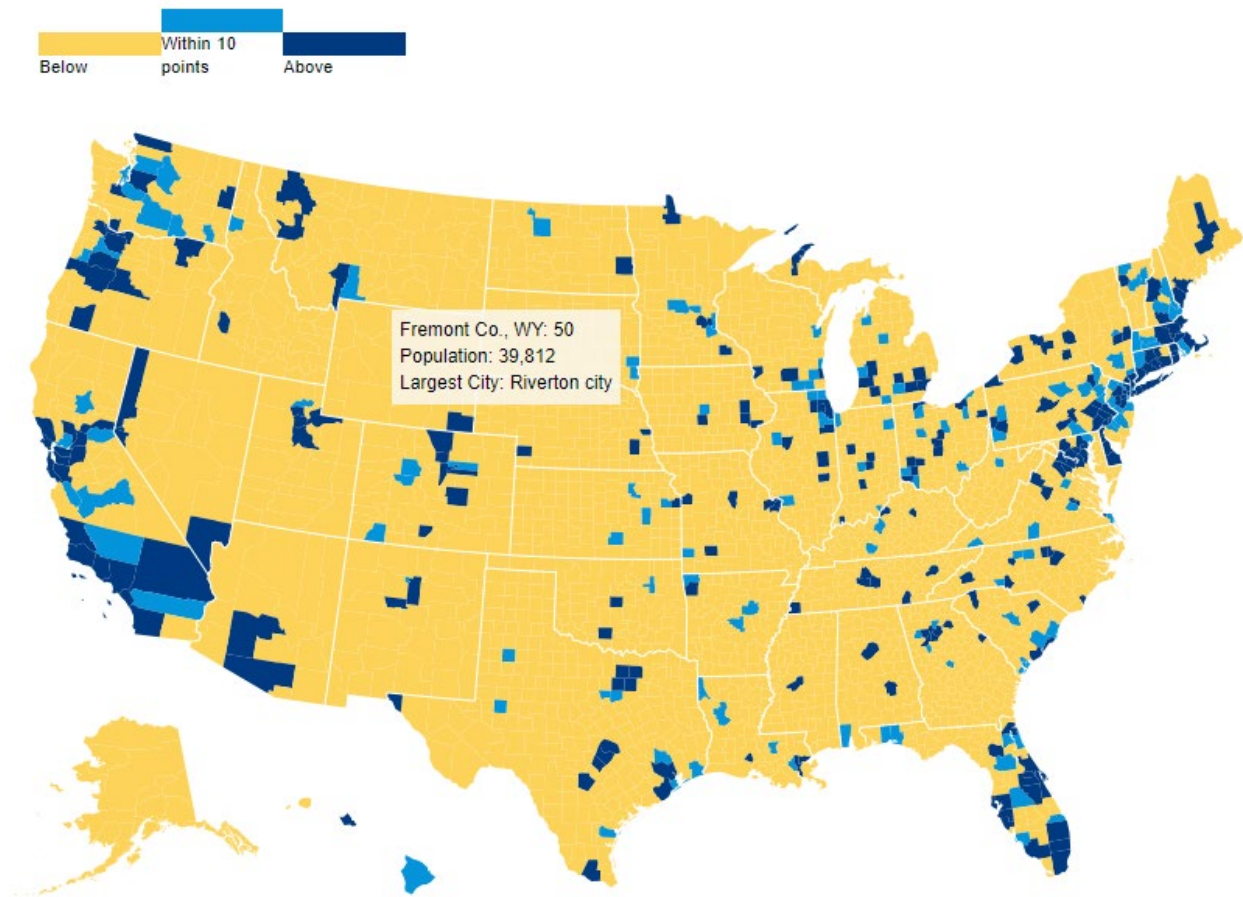 Within 10
Below
points
Above
Fremont Co., WY: 50
Population: 39,812
Largest City: Riverton city